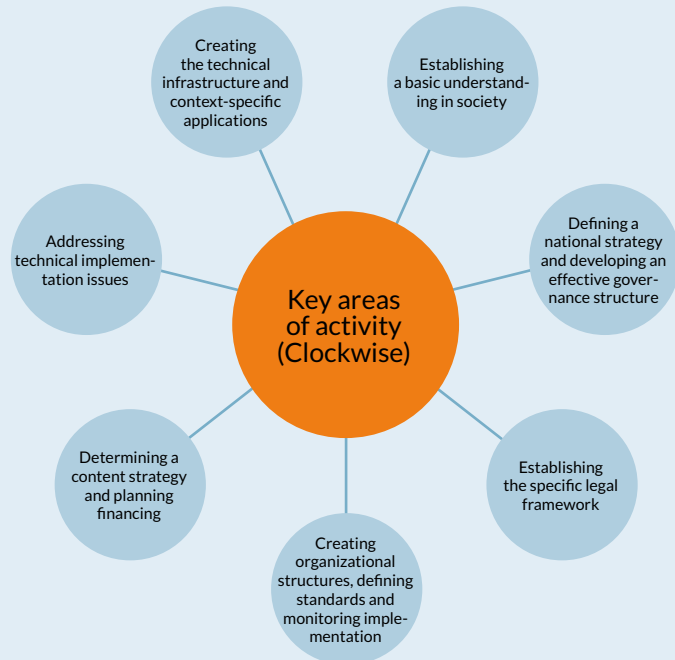 Key areas
of activity
(Clockwise)
Establishing
a basic understand-
ing in society
Defining a
national strategy
and developing an
effective gover-
nance structure
Establishing
the specific legal
framework
Creating
organizational
structures, defining
standards and
monitoring imple-
mentation
Determining a
content strategy
and planning
financing
Addressing
technical implemen-
tation issues
Creating
the technical
infrastructure and
context-specific
applications